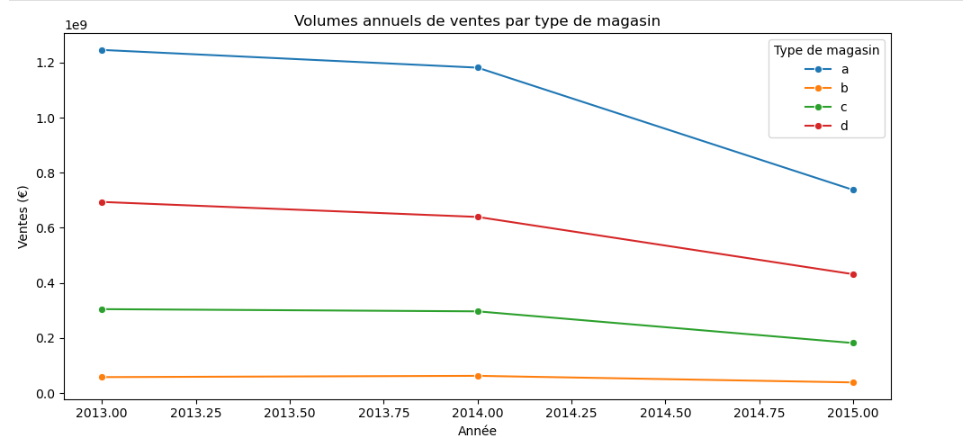 Volumes annuels de ventes par type de magasin
1e9
Type de magasin
a
b
c
d
1.2
1.0
0.8
0.6
0.4
0.2
0.0
Ventes (€)
2013.00 2013.25 2013.50 2013.75 2014.00 2014.25 2014.50 2014.75 2015.00
Année